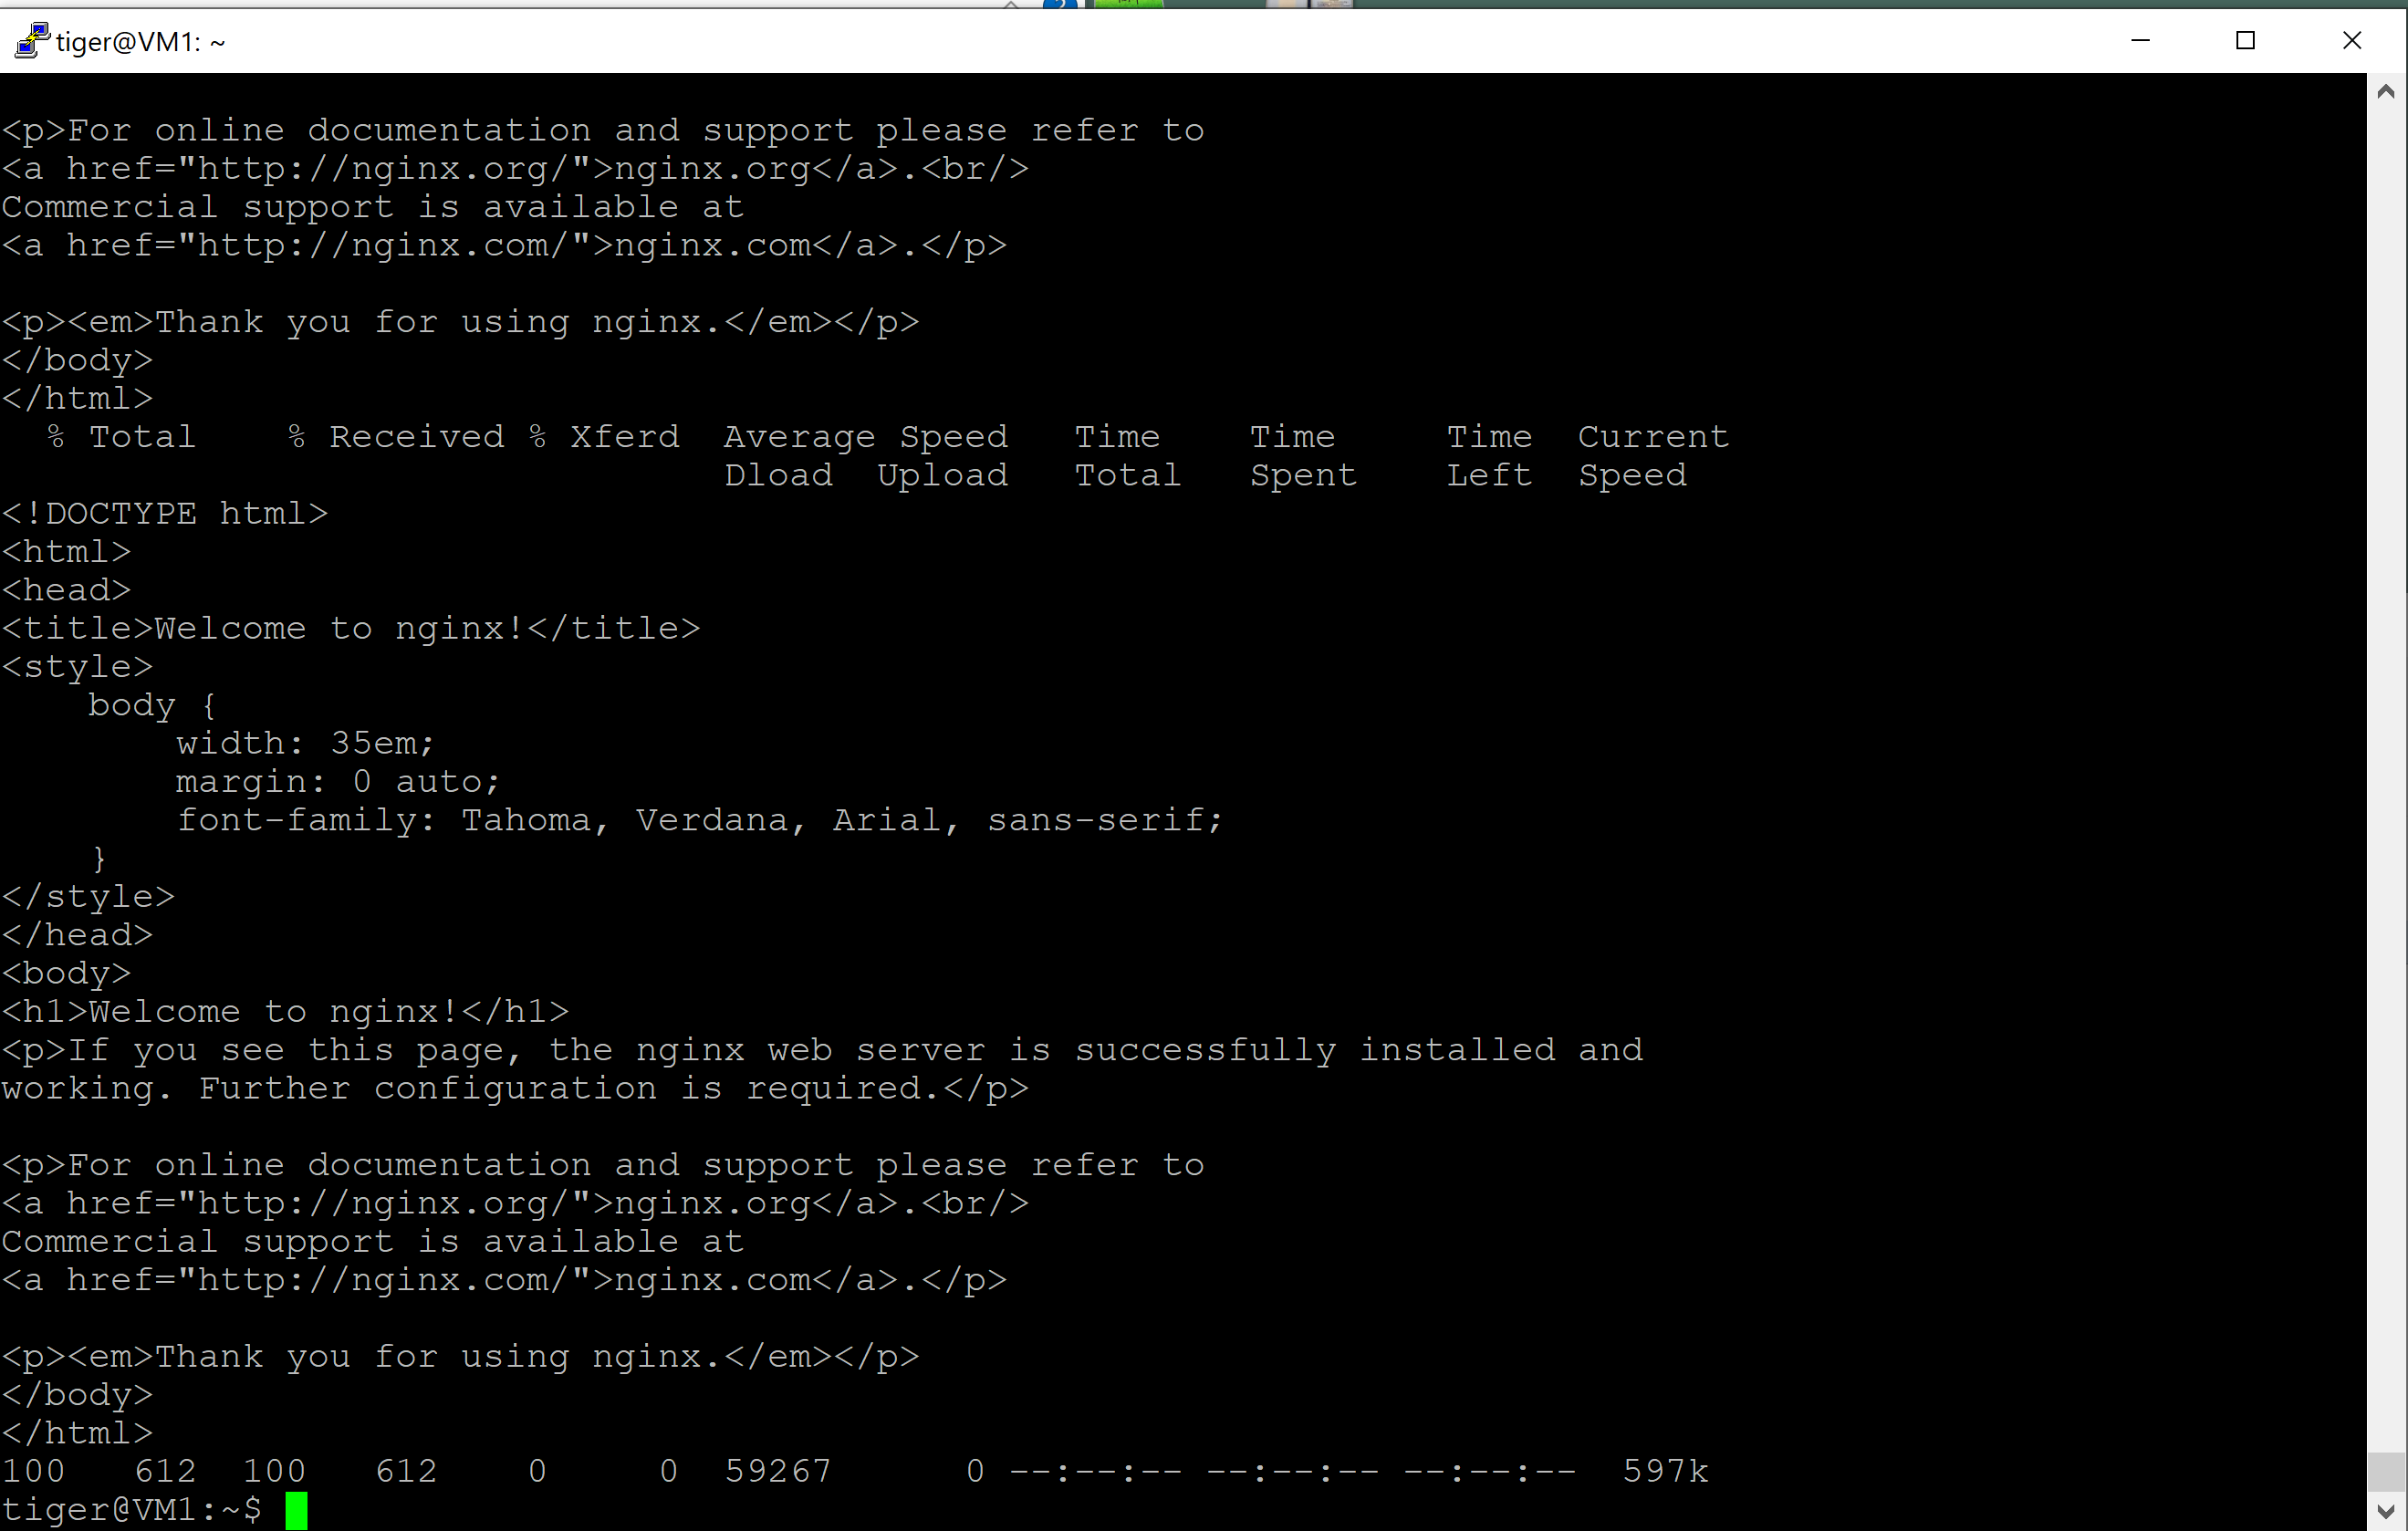 tiger@VM1: ~
<p>For online documentation and support please refer to
<a href="http://nginx.org/">nginx.org</a>.<br/>
Commercial support is available at
<a href="http://nginx.com/">nginx.com</a>.</p>

<p><em>Thank you for using nginx.</em></p>
</body>
</html>
  % Total    % Received % Xferd  Average Speed   Time    Time     Time  Current
                                 Dload  Upload   Total   Spent    Left  Speed
<!DOCTYPE html>
<html>
<head>
<title>Welcome to nginx!</title>
<style>
    body {
        width: 35em;
        margin: 0 auto;
        font-family: Tahoma, Verdana, Arial, sans-serif;
    }
</style>
</head>
<body>
<h1>Welcome to nginx!</h1>
<p>If you see this page, the nginx web server is successfully installed and
working. Further configuration is required.</p>

<p>For online documentation and support please refer to
<a href="http://nginx.org/">nginx.org</a>.<br/>
Commercial support is available at
<a href="http://nginx.com/">nginx.com</a>.</p>

<p><em>Thank you for using nginx.</em></p>
</body>
</html>
100   612  100   612    0     0  59267      0 --:--:-- --:--:-- --:--:--  597k
tiger@VM1:~$